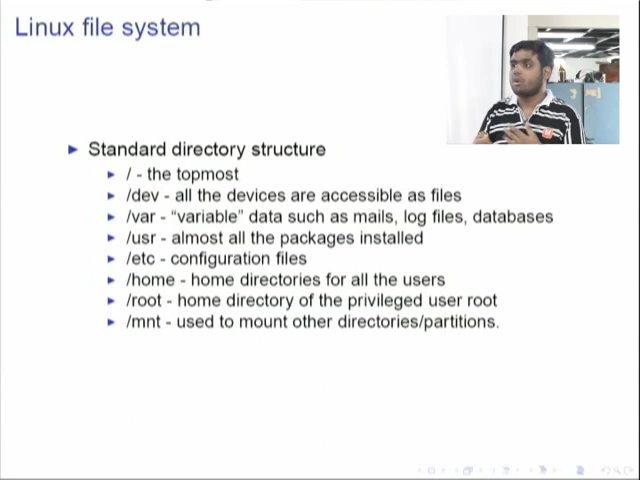 Linux file system
Standard directory structure
/ - the topmost
/dev - all the devices are accessible as files
/var - “variable” data such as mails, log files, databases
/usr - almost all the packages installed
/etc - configuration files
/home - home directories for all the users
/root - home directory of the privileged user root
/mnt - used to mount other directories/partitions.